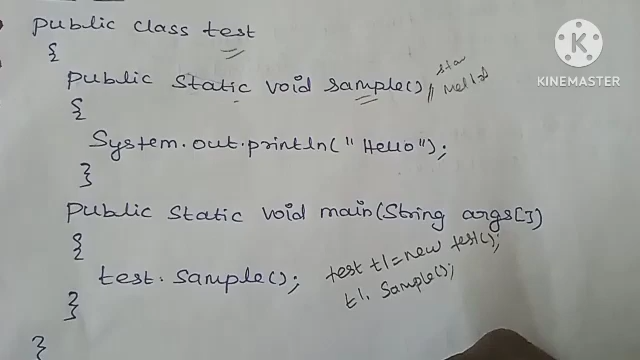 public class test
{
public static void sample() // stat method
{
System.out.println("Hello");
}
public static void main(String args[])
{
test.sample();
test t1=new test();
t1.sample();
}
}
K
KINEMASTER